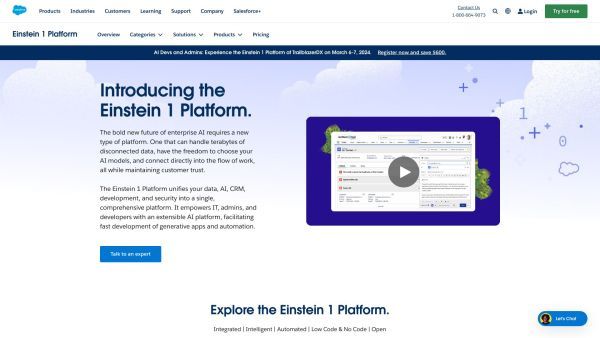 Products Industries Customers Learning Support Company Salesforce+
Contact Us
1-800-664-9073
Login
Try for free
Einstein 1 Platform
Overview Categories Solutions Products Pricing
AI Devs and Admins: Experience the Einstein 1 Platform at TrailblazerDX on March 6-7, 2024. Register now and save $600.
Introducing the
Einstein 1 Platform.
The bold new future of enterprise AI requires a new
type of platform. One that can handle terabytes of
disconnected data, have the freedom to choose your
AI models, and connect directly into the flow of work,
all while maintaining customer trust.
The Einstein 1 Platform unifies your data, AI, CRM,
development, and security into a single,
comprehensive platform. It empowers IT, admins, and
developers with an extensible AI platform, facilitating
fast development of generative apps and automation.
Talk to an expert
1
0
Explore the Einstein 1 Platform.
Integrated | Intelligent | Automated | Low Code & No Code | Open
Let's Chat